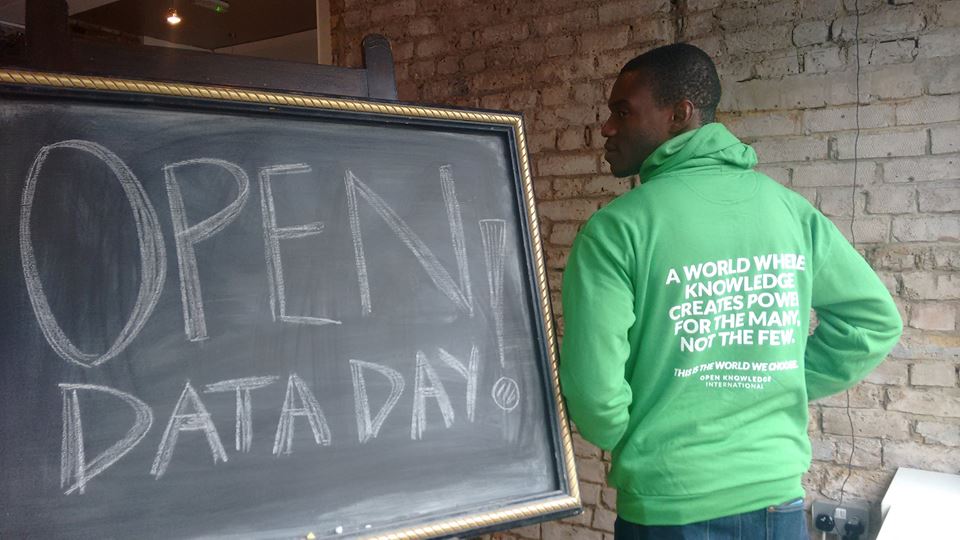 OPEN
DATA DAY!
A WORLD WHERE
KNOWLEDGE
CREATES POWER
FOR THE MANY,
NOT THE FEW.
THIS IS THE WORLD WE CHOOSE.
OPEN KNOWLEDGE
INTERNATIONAL